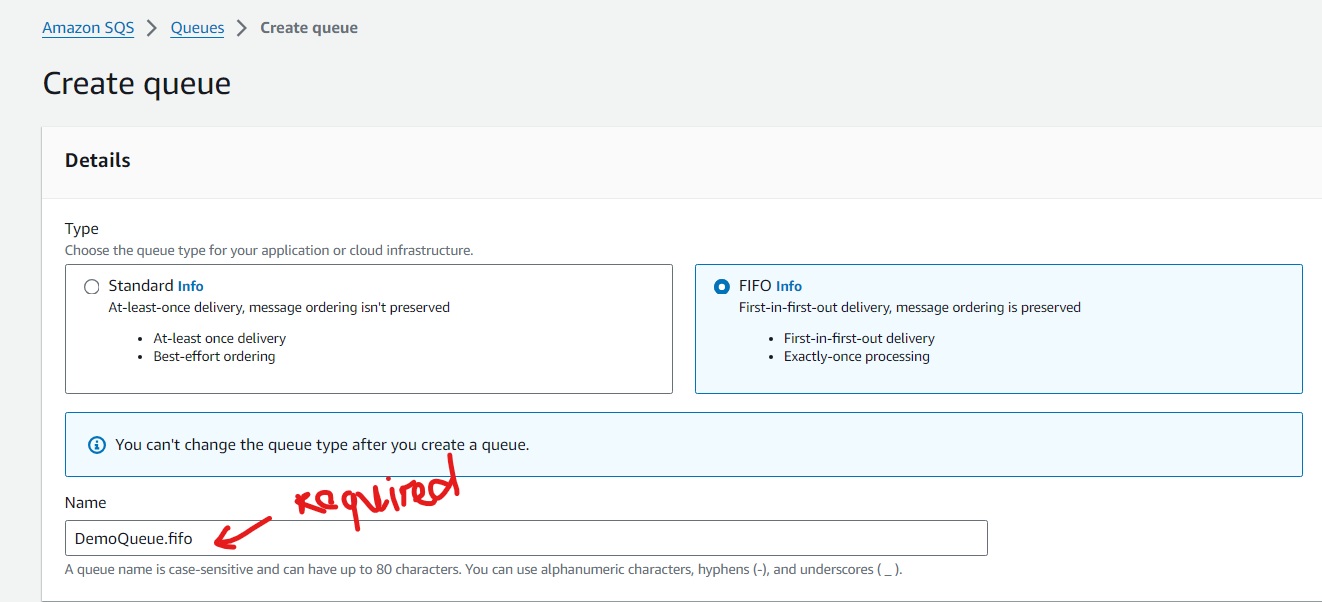 Amazon SQS > Queues > Create queue
Create queue
Details
Type
Choose the queue type for your application or cloud infrastructure.
Standard Info
At-least-once delivery, message ordering isn't preserved
• At-least once delivery
• Best-effort ordering
FIFO Info
First-in-first-out delivery, message ordering is preserved
• First-in-first-out delivery
• Exactly-once processing
You can't change the queue type after you create a queue.
required
Name
DemoQueue.fifo
A queue name is case-sensitive and can have up to 80 characters. You can use alphanumeric characters, hyphens (-), and underscores ( _ ).